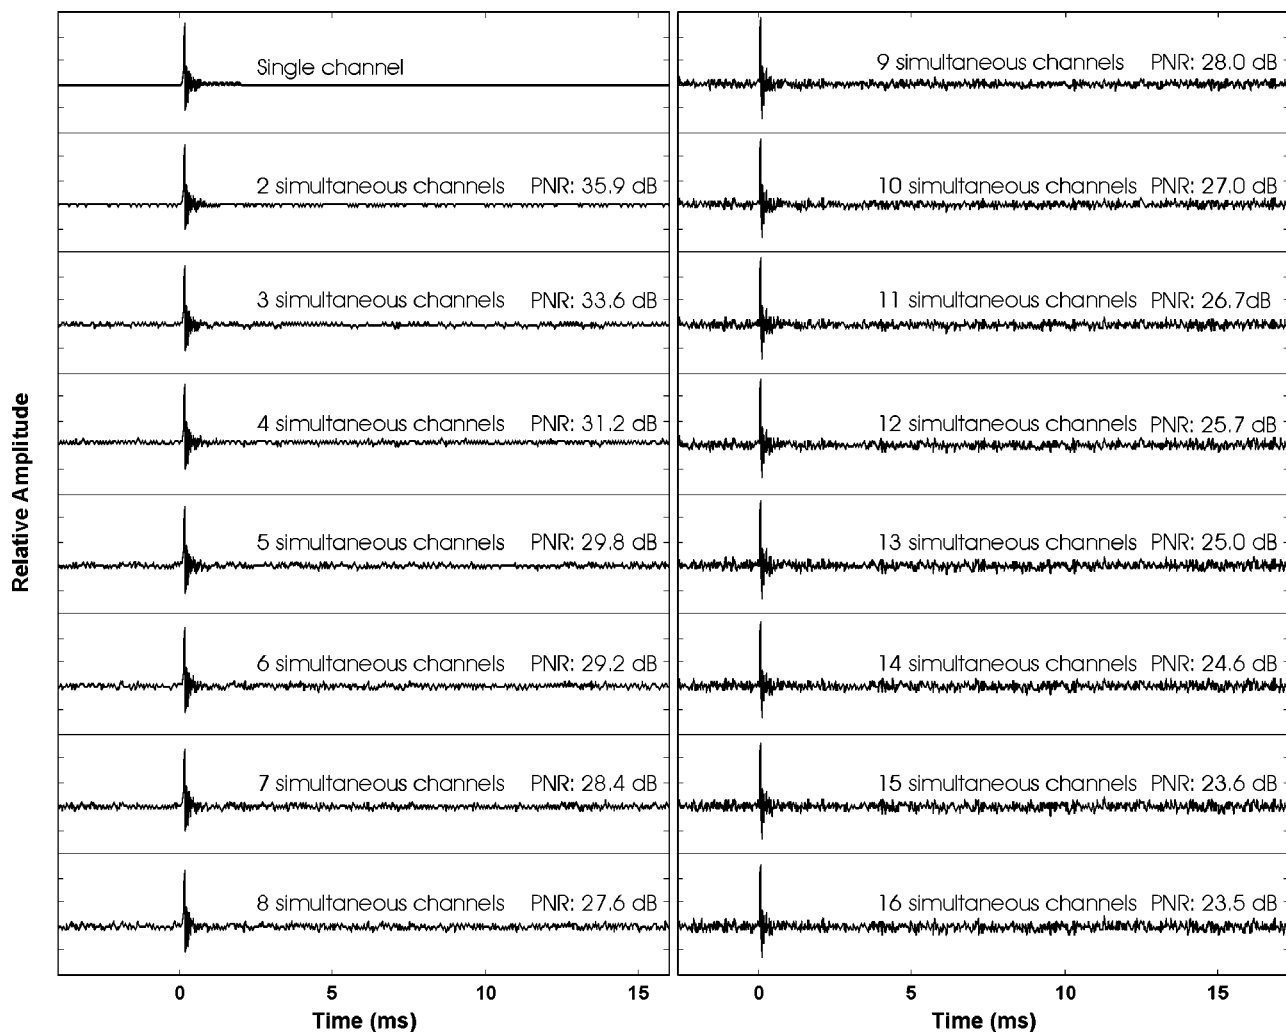 Single channel
2 simultaneous channels PNR: 35.9 dB
3 simultaneous channels PNR: 33.6 dB
4 simultaneous channels PNR: 31.2 dB
5 simultaneous channels PNR: 29.8 dB
6 simultaneous channels PNR: 29.2 dB
7 simultaneous channels PNR: 28.4 dB
8 simultaneous channels PNR: 27.6 dB
0 5 10 15
Time (ms)
9 simultaneous channels PNR: 28.0 dB
10 simultaneous channels PNR: 27.0 dB
11 simultaneous channels PNR: 26.7dB
12 simultaneous channels PNR: 25.7 dB
13 simultaneous channels PNR: 25.0 dB
14 simultaneous channels PNR: 24.6 dB
15 simultaneous channels PNR: 23.6 dB
16 simultaneous channels PNR: 23.5 dB
0 5 10 15
Time (ms)
Relative Amplitude